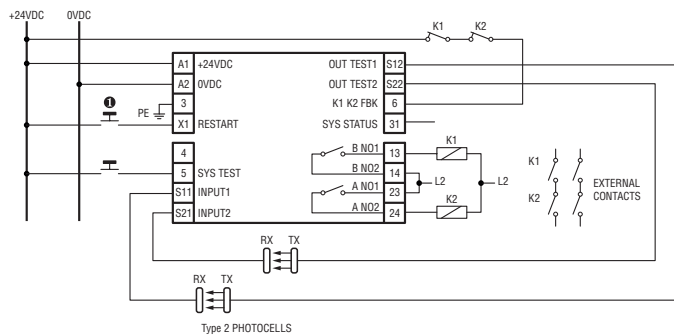 +24VDC 0VDC
K1 K2
A1 +24VDC OUT TEST1 S12
A2 0VDC OUT TEST2 S22
❶ PE 3 K1 K2 FBK 6
X1 RESTART SYS STATUS 31
4 B NO1 13 K1
5 SYS TEST B NO2 14 L2 L2
S11 INPUT1 A NO1 23
S21 INPUT2 A NO2 24 K2
K1
K2
EXTERNAL
CONTACTS
RX TX
RX TX
Type 2 PHOTOCELLS